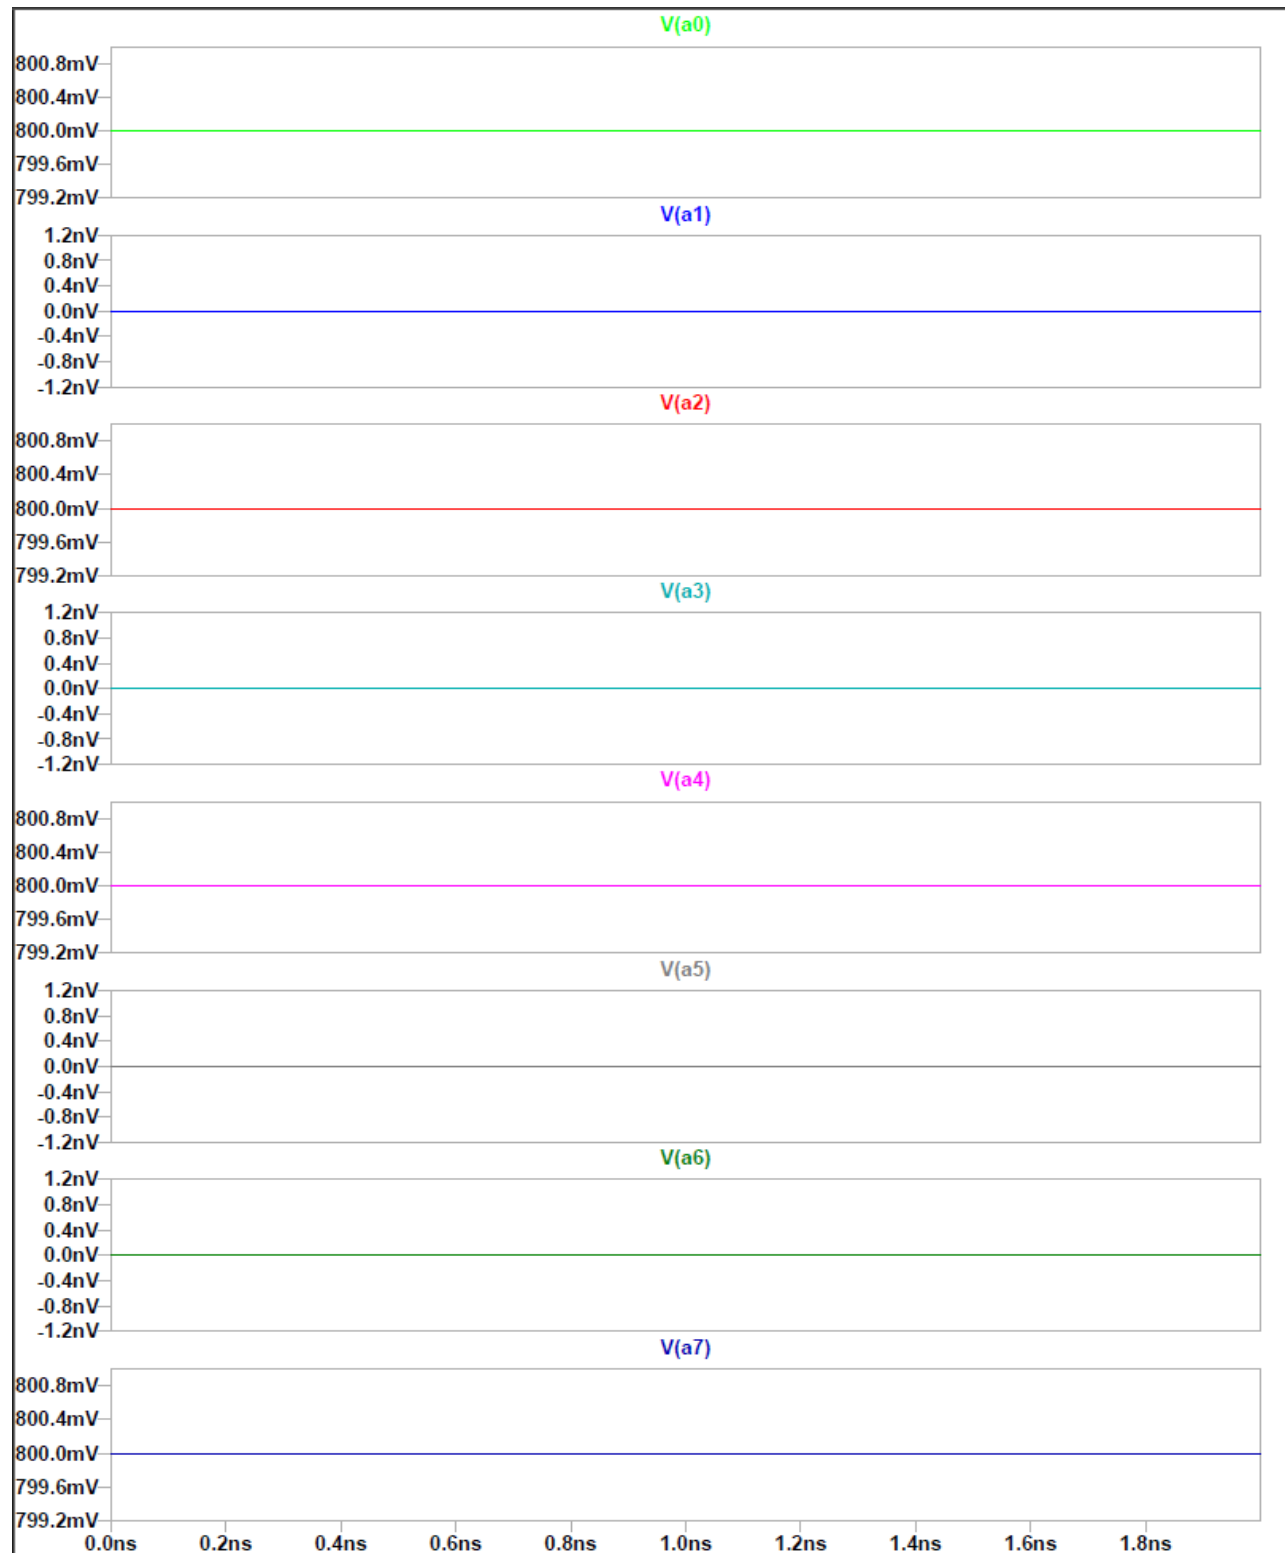 V(a0)
800.8mV
800.4mV
800.0mV
799.6mV
799.2mV
V(a1)
1.2nV
0.8nV
0.4nV
0.0nV
-0.4nV
-0.8nV
-1.2nV
V(a2)
800.8mV
800.4mV
800.0mV
799.6mV
799.2mV
V(a3)
1.2nV
0.8nV
0.4nV
0.0nV
-0.4nV
-0.8nV
-1.2nV
V(a4)
800.8mV
800.4mV
800.0mV
799.6mV
799.2mV
V(a5)
1.2nV
0.8nV
0.4nV
0.0nV
-0.4nV
-0.8nV
-1.2nV
V(a6)
1.2nV
0.8nV
0.4nV
0.0nV
-0.4nV
-0.8nV
-1.2nV
V(a7)
800.8mV
800.4mV
800.0mV
799.6mV
799.2mV
0.0ns 0.2ns 0.4ns 0.6ns 0.8ns 1.0ns 1.2ns 1.4ns 1.6ns 1.8ns